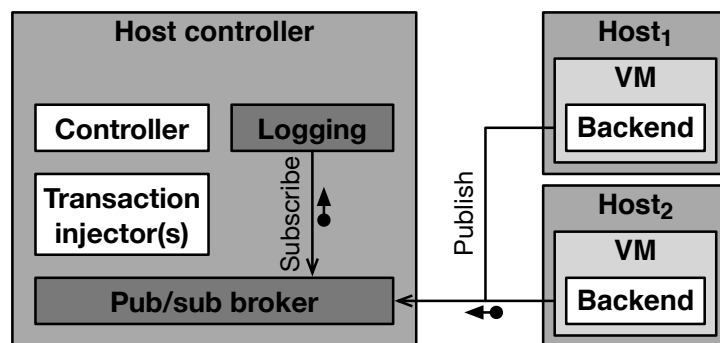 Host controller
Controller
Logging
Transaction
injector(s)
Subscribe
Pub/sub broker
Publish
Host1
VM
Backend
Host2
VM
Backend